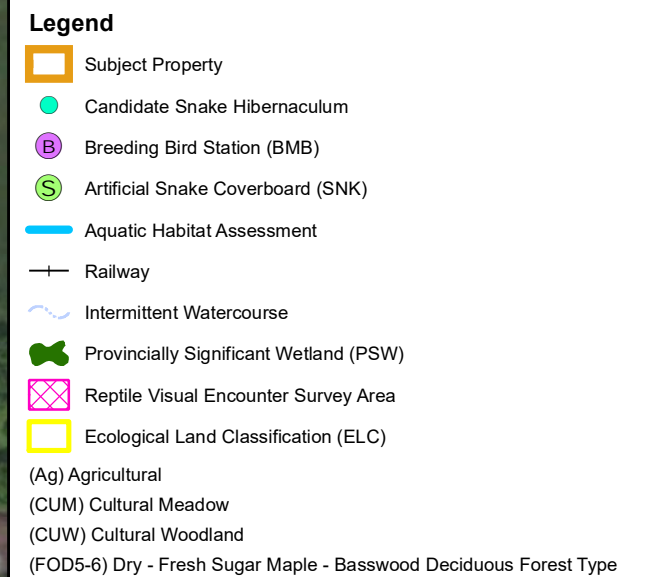 Legend
Subject Property
Candidate Snake Hibernaculum
B Breeding Bird Station (BMB)
S Artificial Snake Coverboard (SNK)
Aquatic Habitat Assessment
Railway
Intermittent Watercourse
Provincially Significant Wetland (PSW)
Reptile Visual Encounter Survey Area
Ecological Land Classification (ELC)
(Ag) Agricultural
(CUM) Cultural Meadow
(CUW) Cultural Woodland
(FOD5-6) Dry - Fresh Sugar Maple - Basswood Deciduous Forest Type